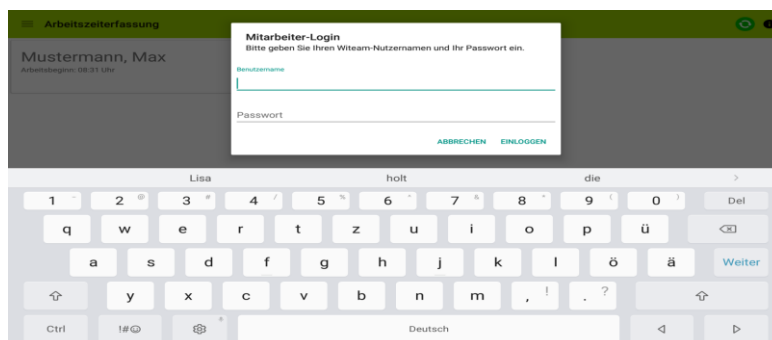 Arbeitszeiterfassung
Mustermann, Max
Arbeitsbeginn: 08:31 Uhr
Mitarbeiter-Login
Bitte geben Sie Ihren Witeam-Nutzernamen und Ihr Passwort ein.
Benutzername
Passwort
ABBRECHEN EINLOGGEN
Lisa holt die >
1 - 2 @ 3 # 4 / 5 % 6 ^ 7 & 8 * 9 ( 0 ) Del
q w e r t z u i o p ü
a s d f g h j k l ö ä Weiter
y x c v b n m , ! . ?
Ctrl !#☺ Deutsch